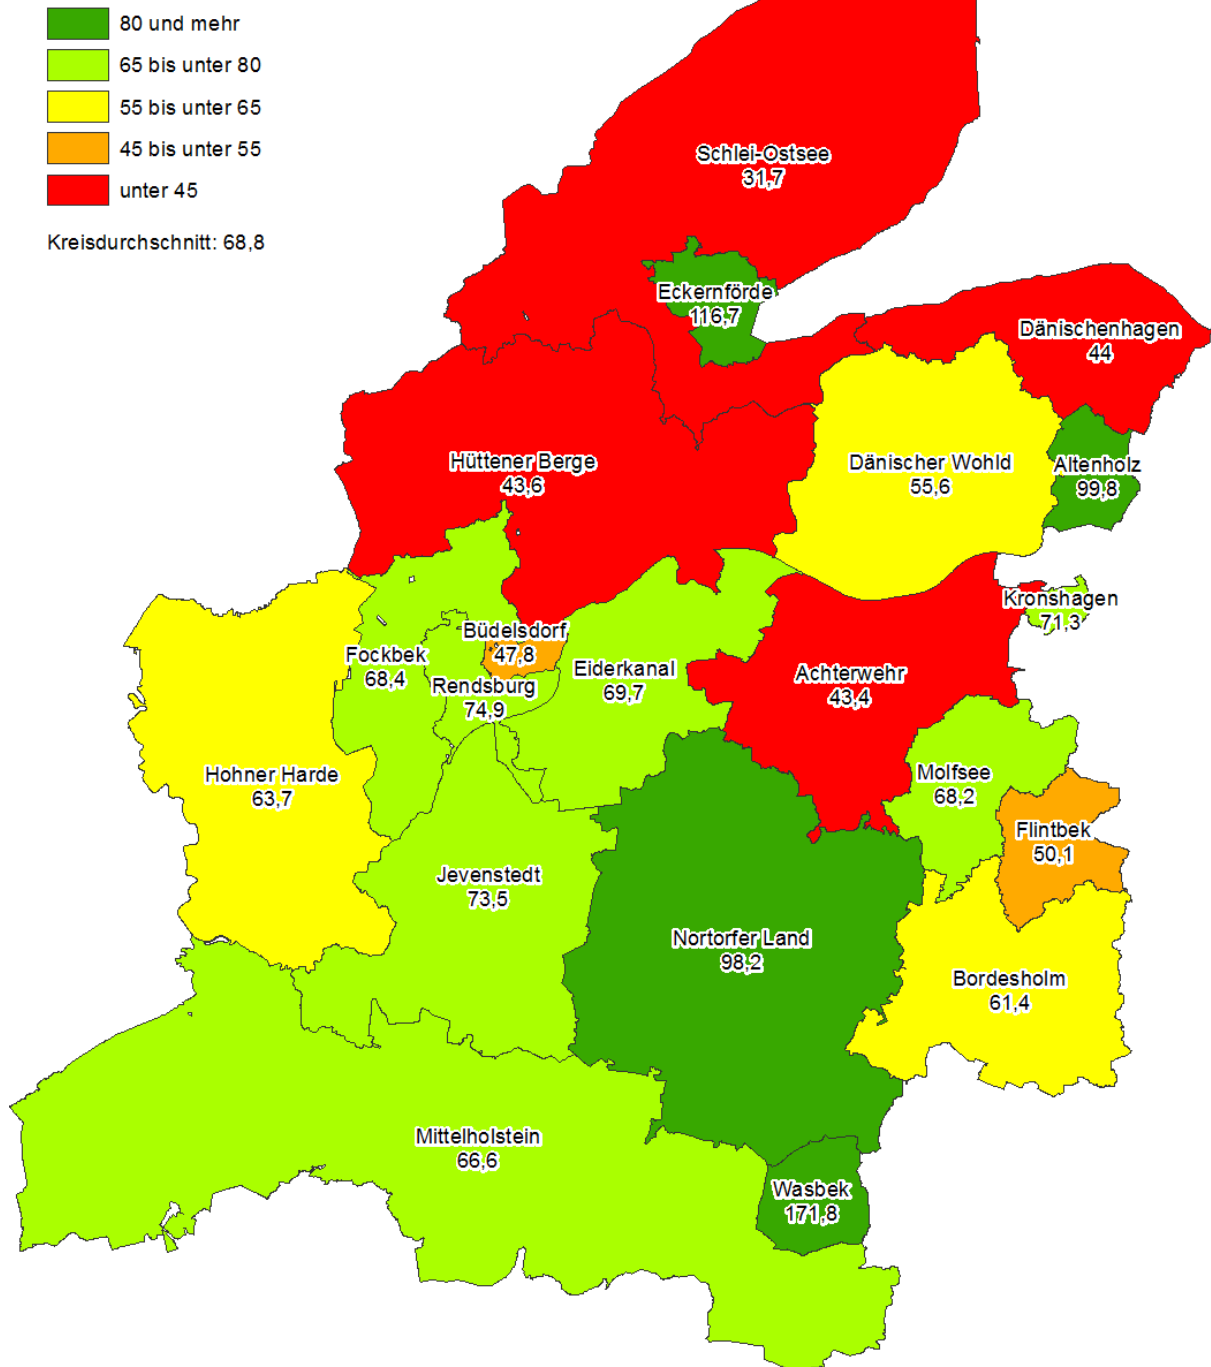 80 und mehr
65 bis unter 80
55 bis unter 65
45 bis unter 55
unter 45
Kreisdurchschnitt: 68,8
Schlei-Ostsee
31,7
Eckernförde
116,7
Dänischenhagen
44
Hüttener Berge
43,6
Dänischer Wohld
55,6
Altenholz
99,8
Kronshagen
71,3
Büdelsdorf
47,8
Fockbek
68,4
Rendsburg
74,9
Eiderkanal
69,7
Achterwehr
43,4
Hohner Harde
63,7
Molfsee
68,2
Flintbek
50,1
Jevenstedt
73,5
Nortorfer Land
98,2
Bordesholm
61,4
Mittelholstein
66,6
Wasbek
171,8